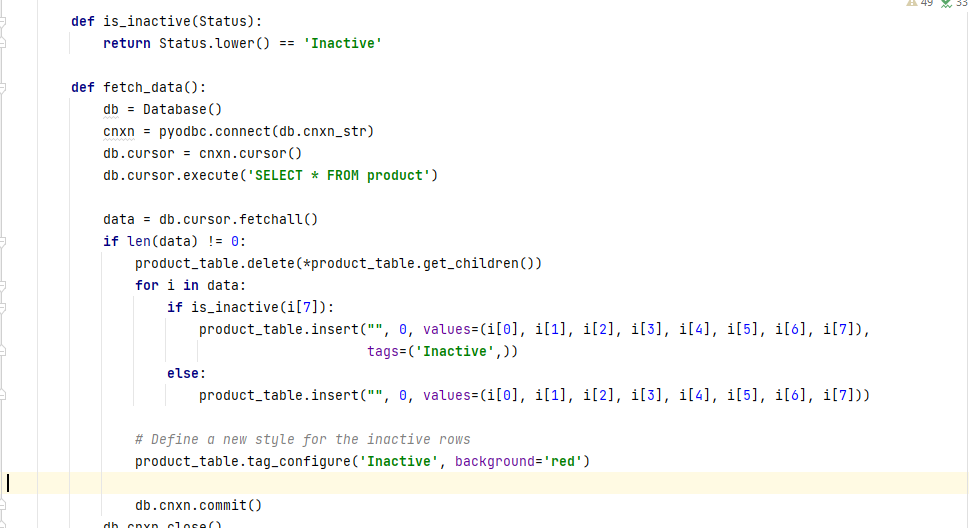 49 33
def is_inactive(Status):
    return Status.lower() == 'Inactive'

def fetch_data():
    db = Database()
    cnxn = pyodbc.connect(db.cnxn_str)
    db.cursor = cnxn.cursor()
    db.cursor.execute('SELECT * FROM product')

    data = db.cursor.fetchall()
    if len(data) != 0:
        product_table.delete(*product_table.get_children())
        for i in data:
            if is_inactive(i[7]):
                product_table.insert("", 0, values=(i[0], i[1], i[2], i[3], i[4], i[5], i[6], i[7]),
                                     tags=('Inactive',))
            else:
                product_table.insert("", 0, values=(i[0], i[1], i[2], i[3], i[4], i[5], i[6], i[7]))

        # Define a new style for the inactive rows
        product_table.tag_configure('Inactive', background='red')

        db.cnxn.commit()
    db.cnxn.close()